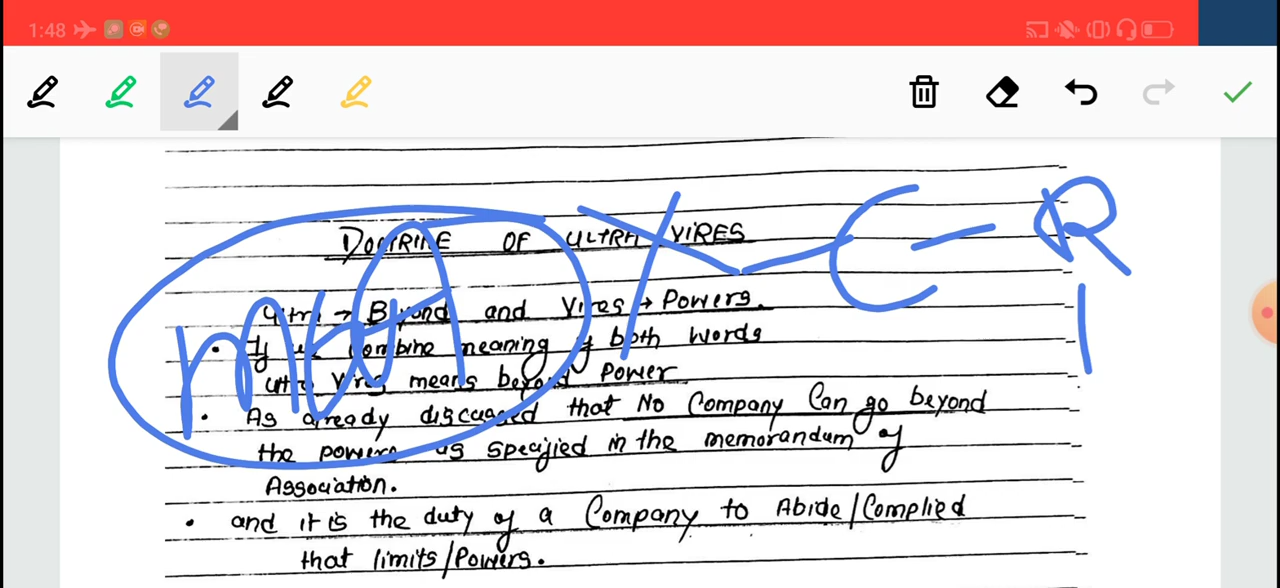 1:48
DOCTRINE OF ULTRA VIRES
Ultra → Beyond and Vires → Powers.
• If we combine meaning of both words
ultra Vires means beyond Power
• As already discussed that No Company Can go beyond
the powers as specified in the memorandum of
Association.
• and it is the duty of a Company to Abide/Complied
that limits/Powers.
MOA X - C - R